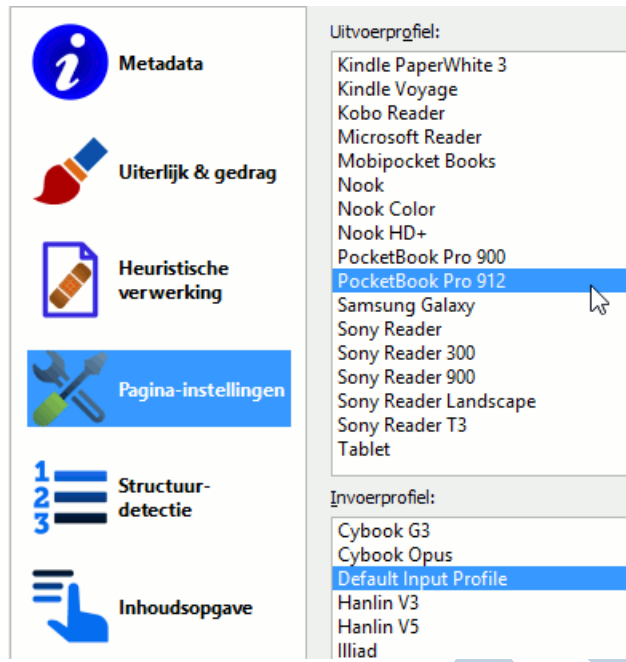 Metadata
Uiterlijk & gedrag
Heuristische
verwerking
Pagina-instellingen
1
2
3
Structuur-
detectie
Inhoudsopgave
Uitvoerprofiel:
Kindle PaperWhite 3
Kindle Voyage
Kobo Reader
Microsoft Reader
Mobipocket Books
Nook
Nook Color
Nook HD+
PocketBook Pro 900
PocketBook Pro 912
Samsung Galaxy
Sony Reader
Sony Reader 300
Sony Reader 900
Sony Reader Landscape
Sony Reader T3
Tablet
Invoerprofiel:
Cybook G3
Cybook Opus
Default Input Profile
Hanlin V3
Hanlin V5
Illiad